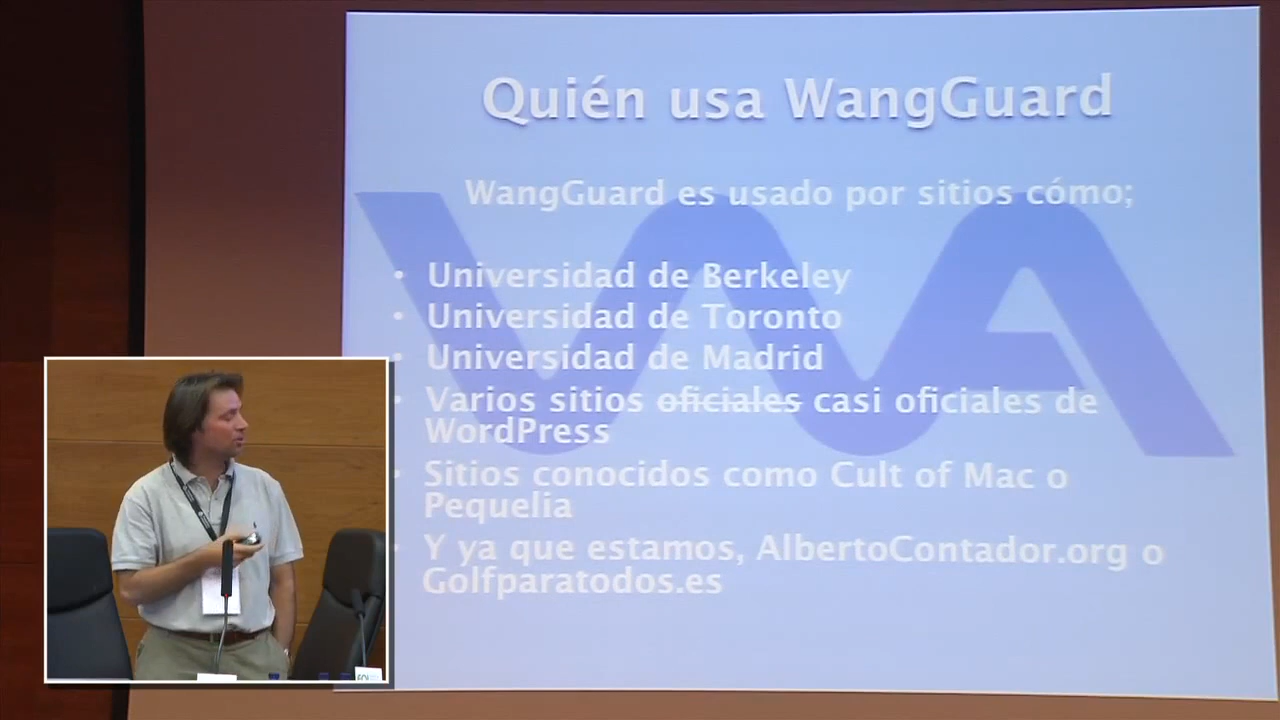 Quién usa WangGuard
WangGuard es usado por sitios cómo;
• Universidad de Berkeley
• Universidad de Toronto
• Universidad de Madrid
• Varios sitios oficiales casi oficiales de
WordPress
• Sitios conocidos como Cult of Mac o
Pequelia
• Y ya que estamos, AlbertoContador.org o
Golfparatodos.es